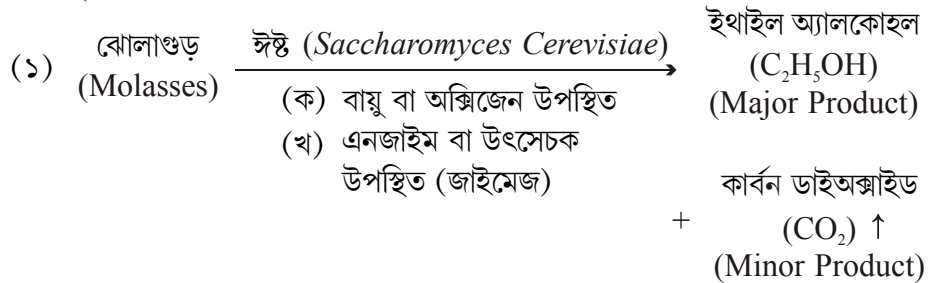 (১) ঝোলাগুড় ঈষ্ট (Saccharomyces Cerevisiae) ইথাইল অ্যালকোহল
(Molasses) (C₂H₅OH)
(ক) বায়ু বা অক্সিজেন উপস্থিত (Major Product)
(খ) এনজাইম বা উৎসেচক
উপস্থিত (জাইমেজ) কার্বন ডাইঅক্সাইড
+ (CO₂) ↑
(Minor Product)